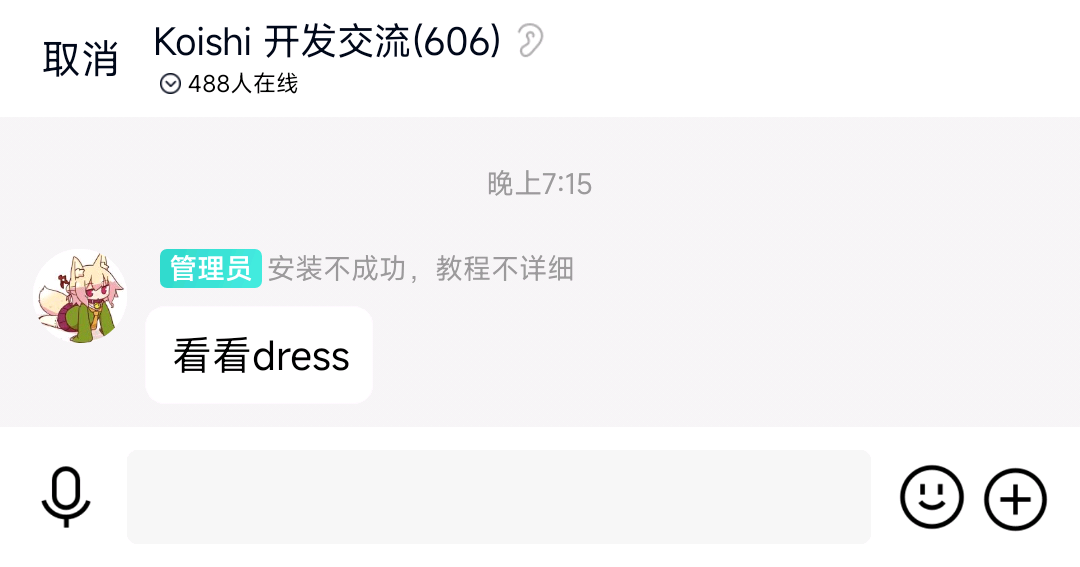 取消
Koishi 开发交流(606)
488人在线
晚上7:15
管理员 安装不成功，教程不详细
看看dress